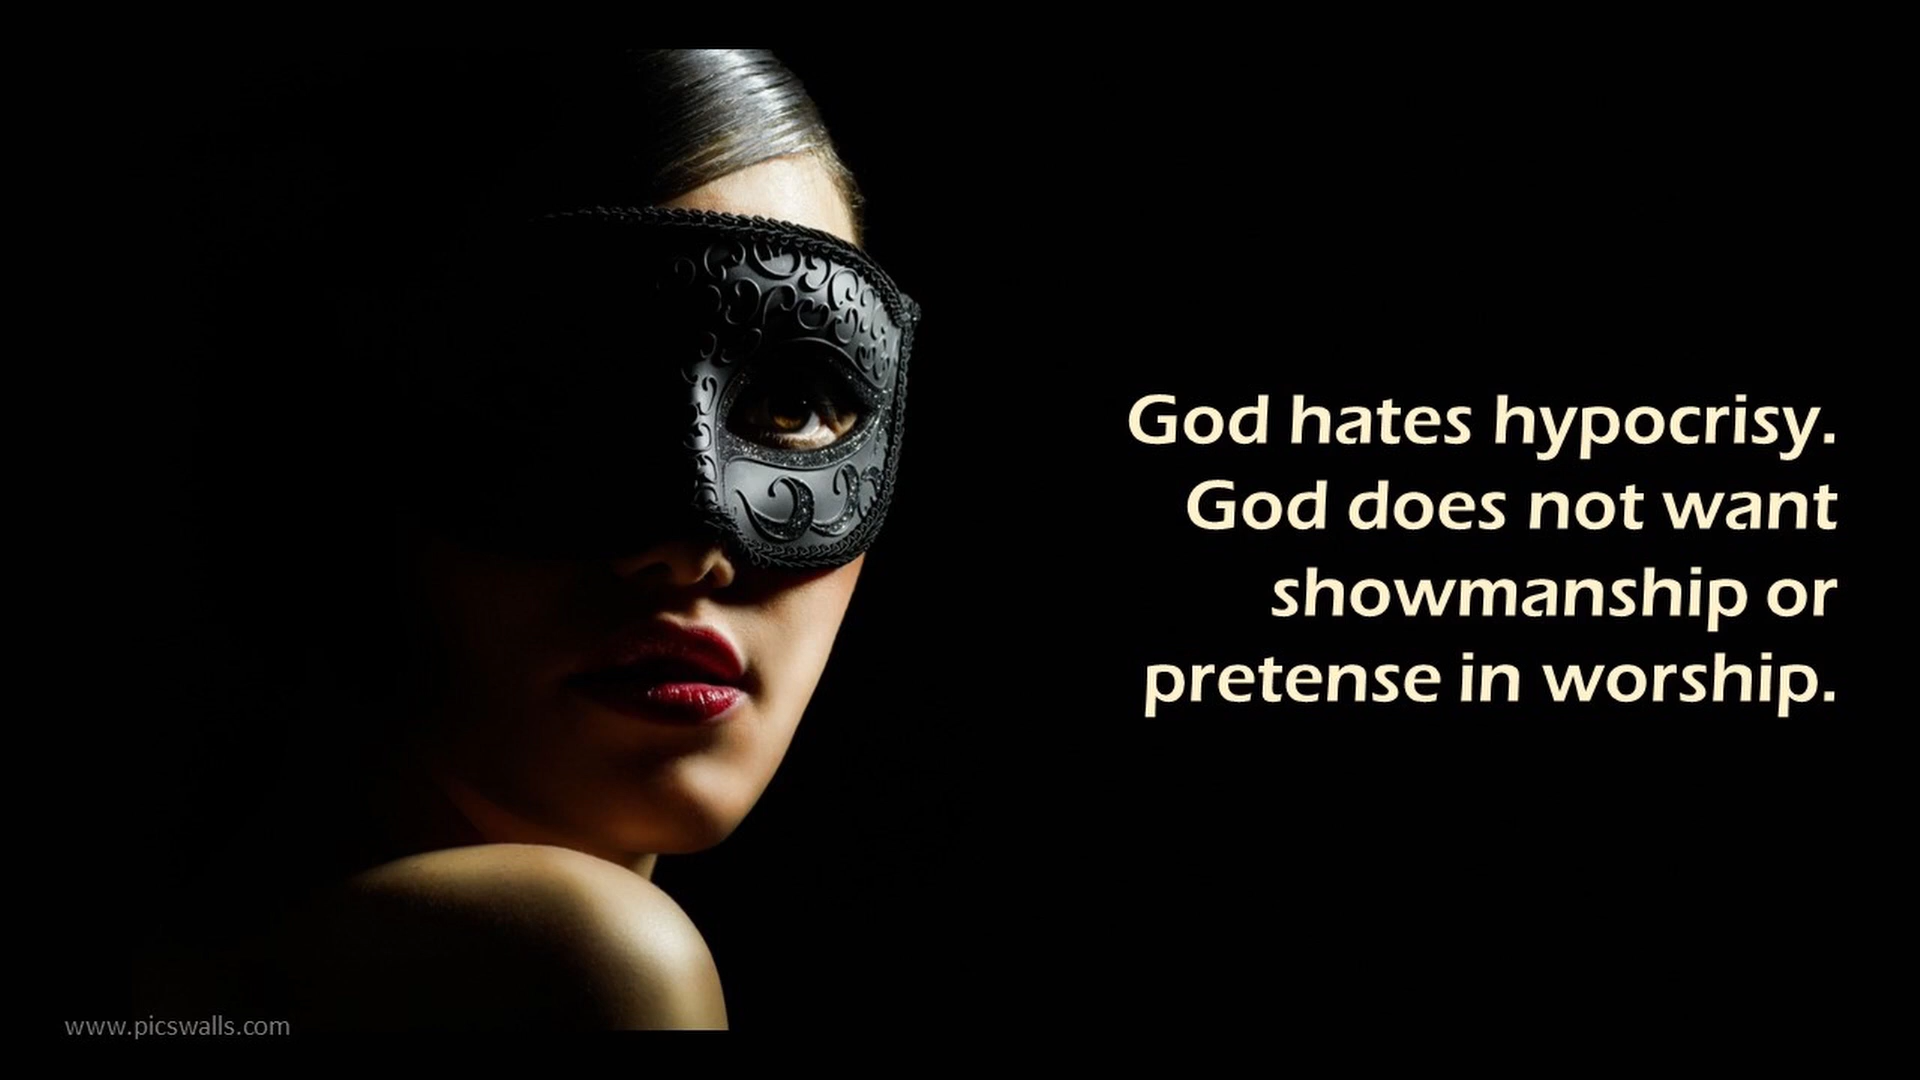 God hates hypocrisy.
God does not want
showmanship or
pretense in worship.
www.picswalls.com